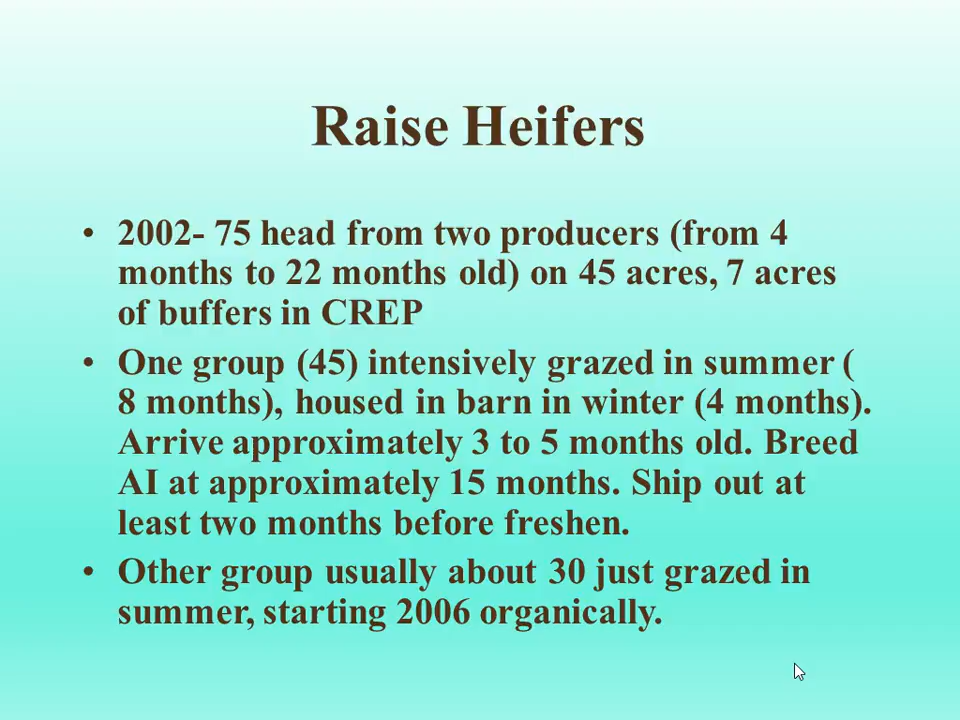 Raise Heifers
• 2002- 75 head from two producers (from 4
months to 22 months old) on 45 acres, 7 acres
of buffers in CREP
• One group (45) intensively grazed in summer (
8 months), housed in barn in winter (4 months).
Arrive approximately 3 to 5 months old. Breed
AI at approximately 15 months. Ship out at
least two months before freshen.
• Other group usually about 30 just grazed in
summer, starting 2006 organically.